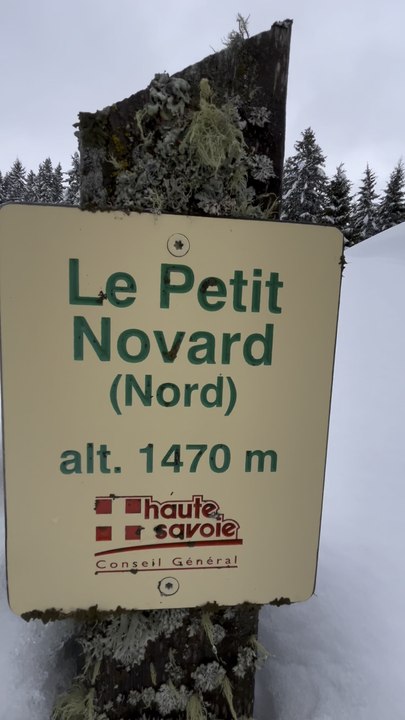 Le Petit
Novard
(Nord)
alt. 1470 m
haute
savoie
Conseil Général